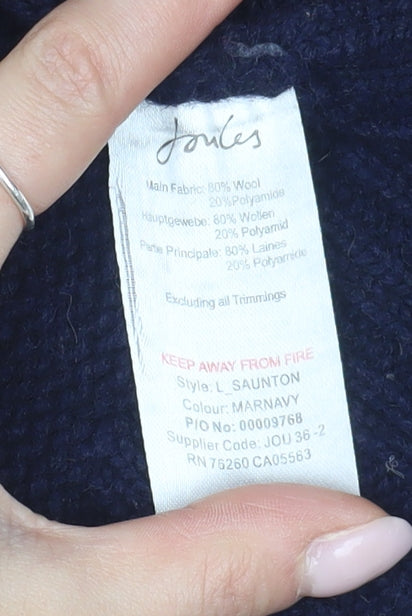 Joules
Main Fabric: 80% Wool
20%Polyamide
Hauptgewebe: 80% Wollen
20% Polyamid
Partie Principale: 80% Laines
20% Polyamide
Excluding all Trimmings
KEEP AWAY FROM FIRE
Style: L_SAUNTON
Colour: MARNAVY
P/O No: 00009768
Supplier Code: JOU 36-2
RN 76260 CA05563